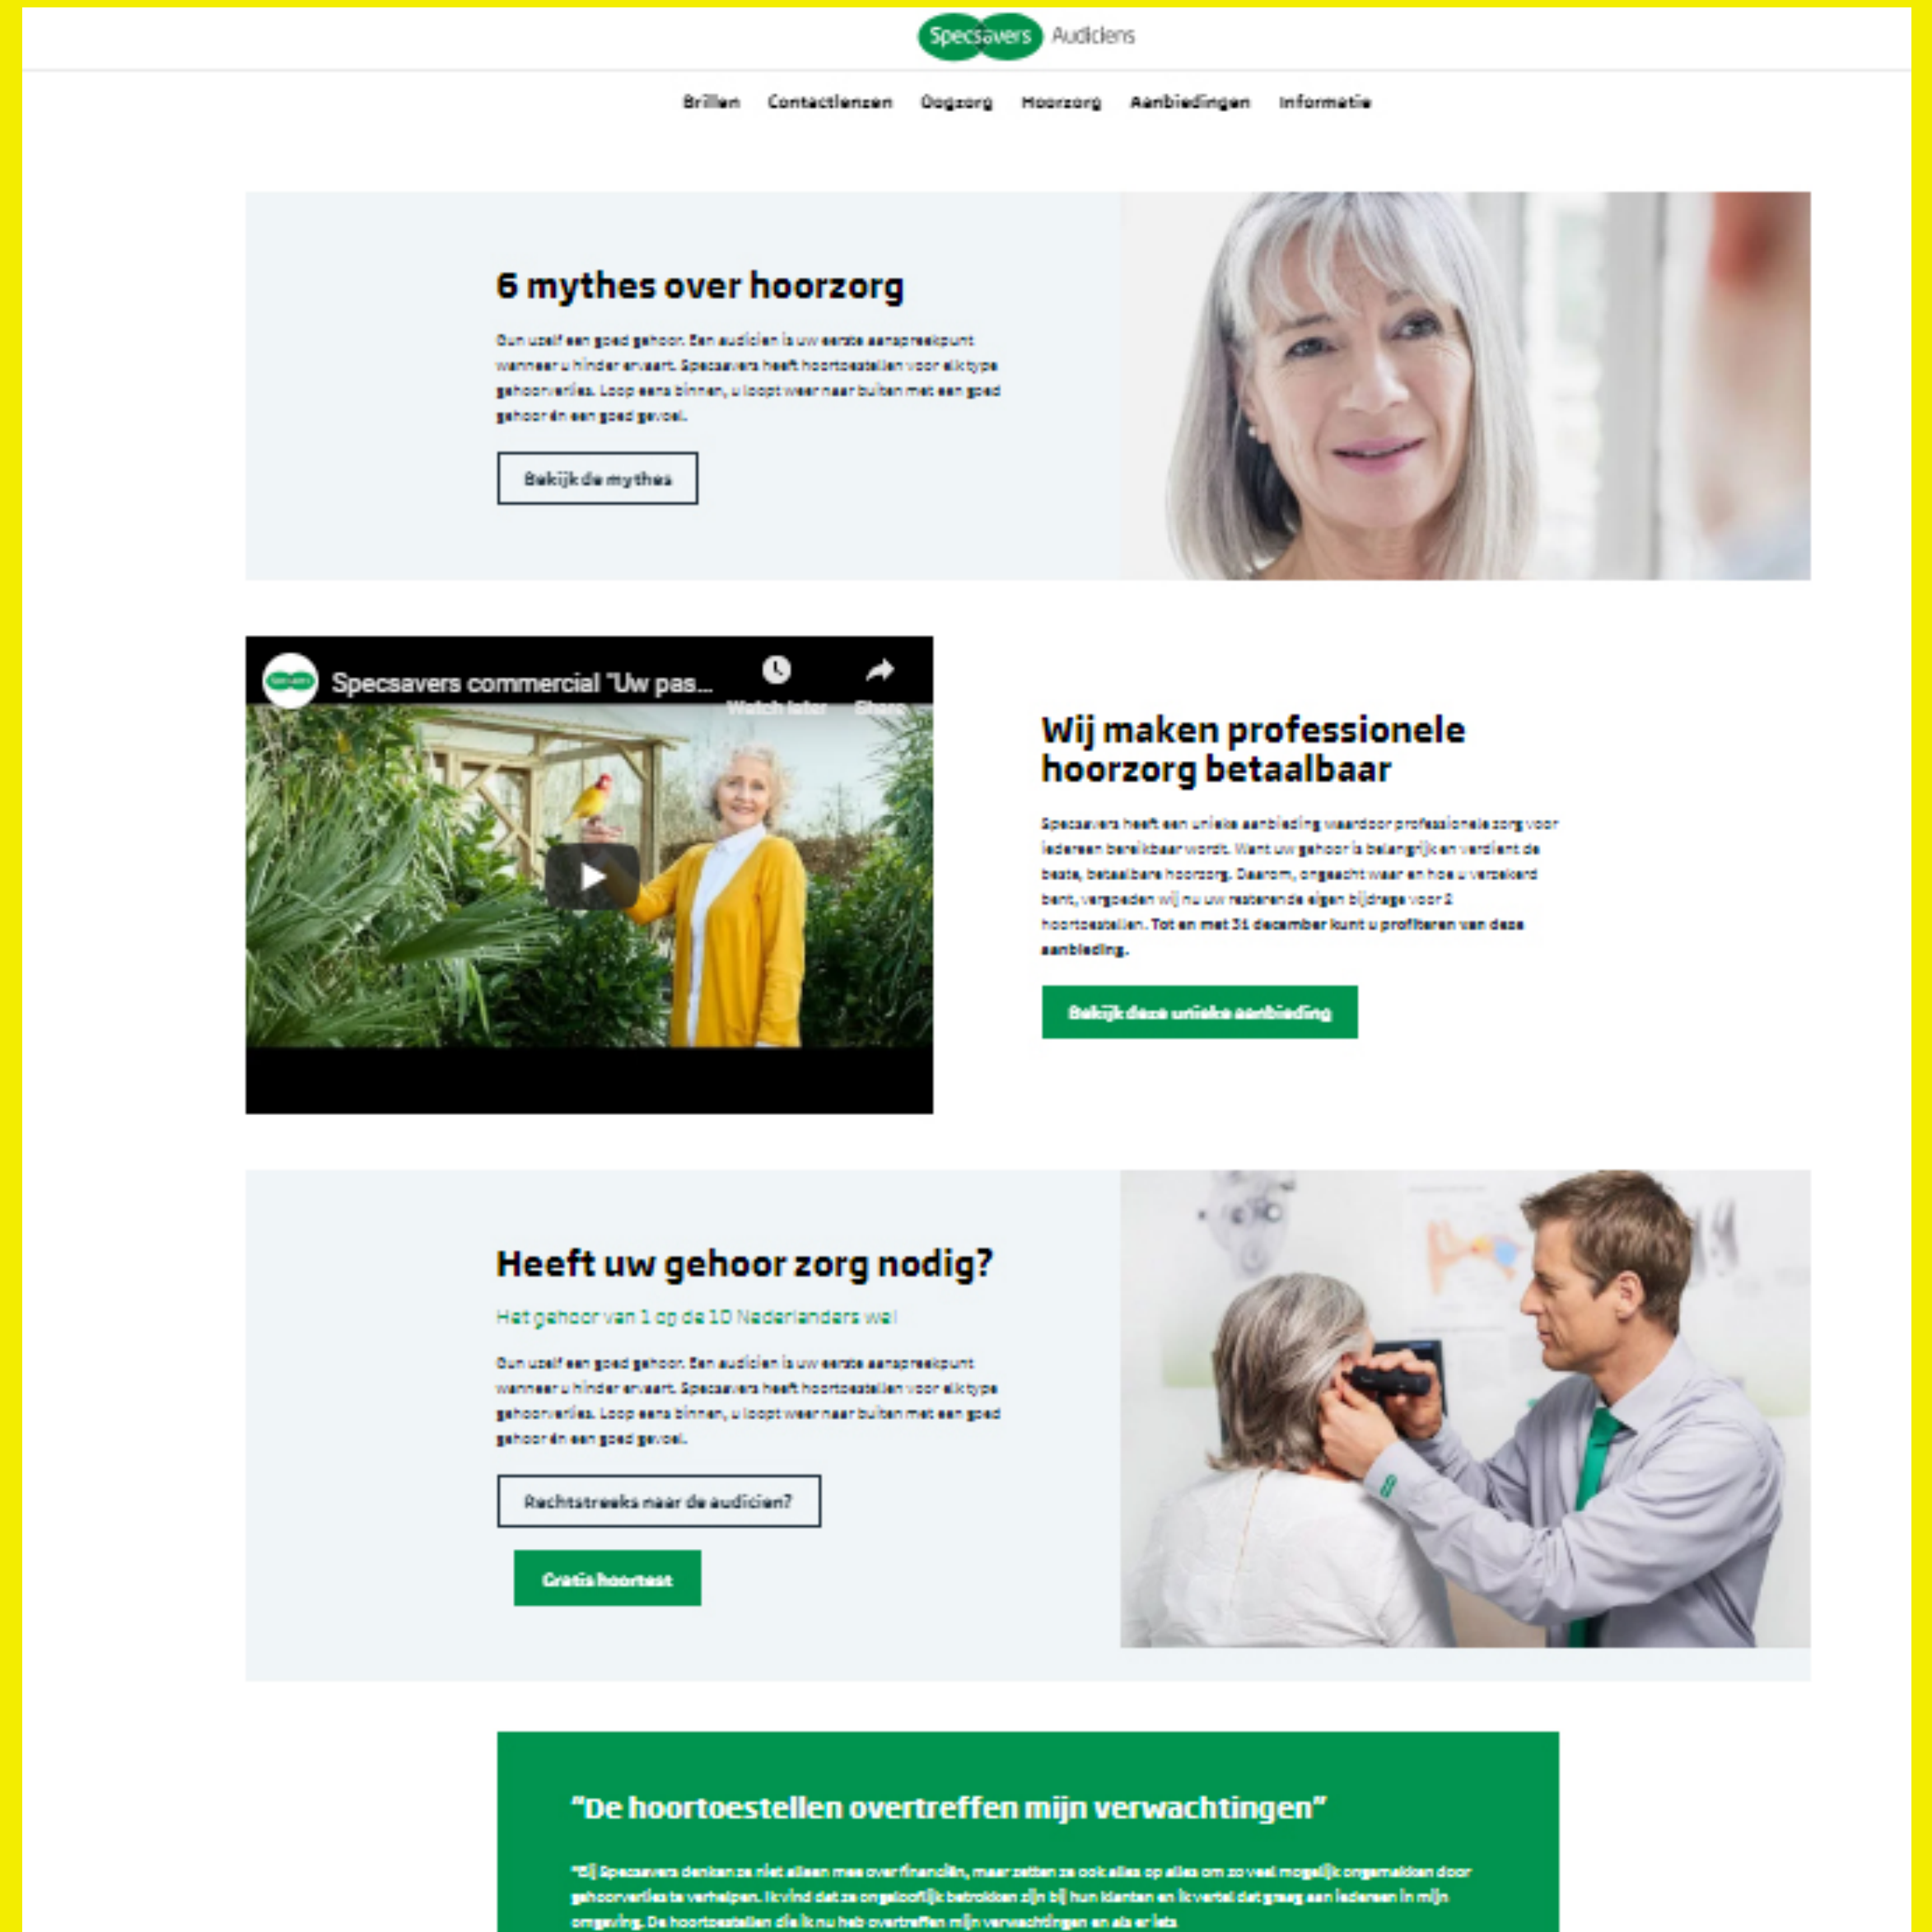 Specsavers Audiciens
Brillen Contactlenzen Oogzorg Hoorzorg Aanbiedingen Informatie
6 mythes over hoorzorg
Gun uzelf een goed gehoor. Een audicien is uw eerste aanspreekpunt
wanneer u hinder ervaart. Specsavers heeft hoortoestellen voor elk type
gehoorverlies. Loop eens binnen, u loopt weer naar buiten met een goed
gehoor én een goed gevoel.
Bekijk de mythes
Specsavers commercial "Uw pas...
Watch later Share
Wij maken professionele
hoorzorg betaalbaar
Specsavers heeft een unieke aanbieding waardoor professionele zorg voor
iedereen bereikbaar wordt. Want uw gehoor is belangrijk en verdient de
beste, betaalbare hoorzorg. Daarom, ongeacht waar en hoe u verzekerd
bent, vergoeden wij nu uw resterende eigen bijdrage voor 2
hoortoestellen. Tot en met 31 december kunt u profiteren van deze
aanbieding.
Bekijk deze unieke aanbieding
Heeft uw gehoor zorg nodig?
Het gehoor van 1 op de 10 Nederlanders wel
Gun uzelf een goed gehoor. Een audicien is uw eerste aanspreekpunt
wanneer u hinder ervaart. Specsavers heeft hoortoestellen voor elk type
gehoorverlies. Loop eens binnen, u loopt weer naar buiten met een goed
gehoor én een goed gevoel.
Rechtstreeks naar de audicien?
Gratis hoortest
"De hoortoestellen overtreffen mijn verwachtingen"
"Bij Specsavers denken ze niet alleen mee over financiën, maar zetten ze ook alles op alles om zo veel mogelijk ongemakken door
gehoorverlies te verhelpen. Ik vind dat ze ongelooflijk betrokken zijn bij hun klanten en ik vertel dat graag aan iedereen in mijn
omgeving. De hoortoestellen die ik nu heb overtreffen mijn verwachtingen en als er iets